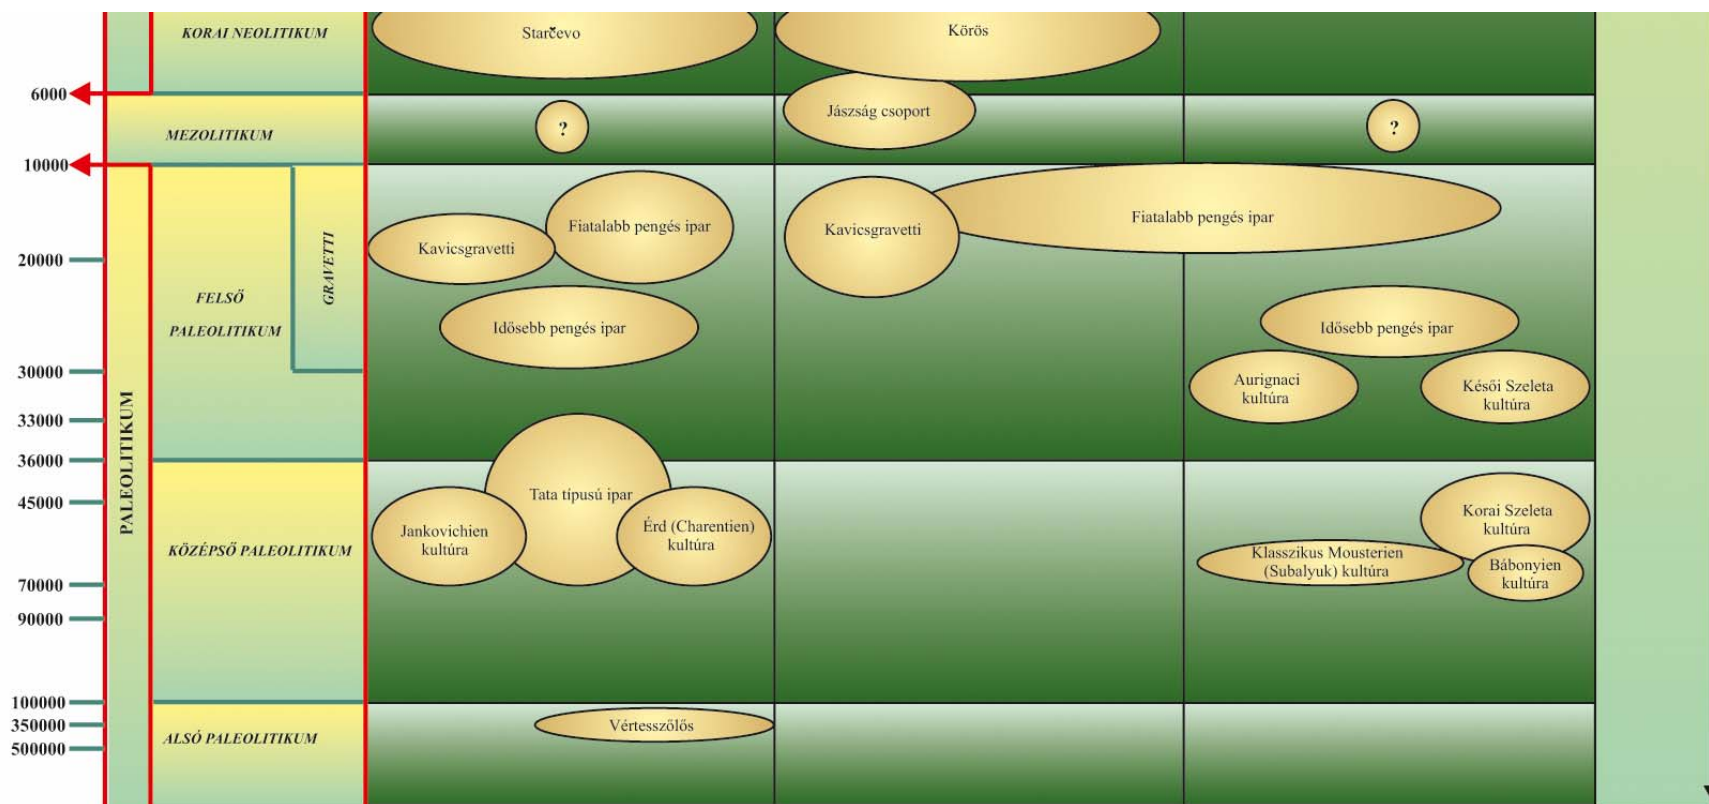 KORAI NEOLITIKUM
Starčevo
Körös
6000
Jászság csoport
MEZOLITIKUM
?
?
10000
Fiatalabb pengés ipar
Kavicsgravetti
Kavicsgravetti
Fiatalabb pengés ipar
20000
GRAVETTI
FELSŐ
PALEOLITIKUM
Idősebb pengés ipar
Idősebb pengés ipar
30000
Aurignaci
kultúra
Késői Szeleta
kultúra
33000
PALEOLITIKUM
36000
45000
Tata típusú ipar
Jankovichien
kultúra
Érd (Charentien)
kultúra
Korai Szeleta
kultúra
KÖZÉPSŐ PALEOLITIKUM
Klasszikus Mousterien
(Subalyuk) kultúra
Bábonyien
kultúra
70000
90000
100000
350000
Vértesszőlős
ALSÓ PALEOLITIKUM
500000